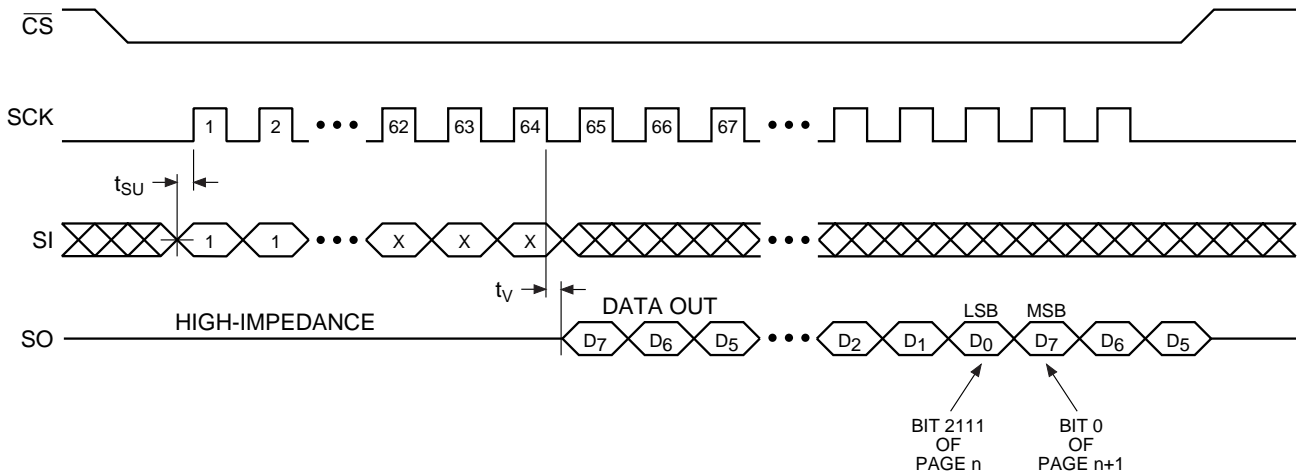 CS
SCK
1 2 ••• 62 63 64 65 66 67 •••
tSU
SI
1 1 ••• X X X •••
tV
HIGH-IMPEDANCE
DATA OUT
LSB MSB
SO
D7 D6 D5 ••• D2 D1 D0 D7 D6 D5
BIT 2111
OF
PAGE n
BIT 0
OF
PAGE n+1